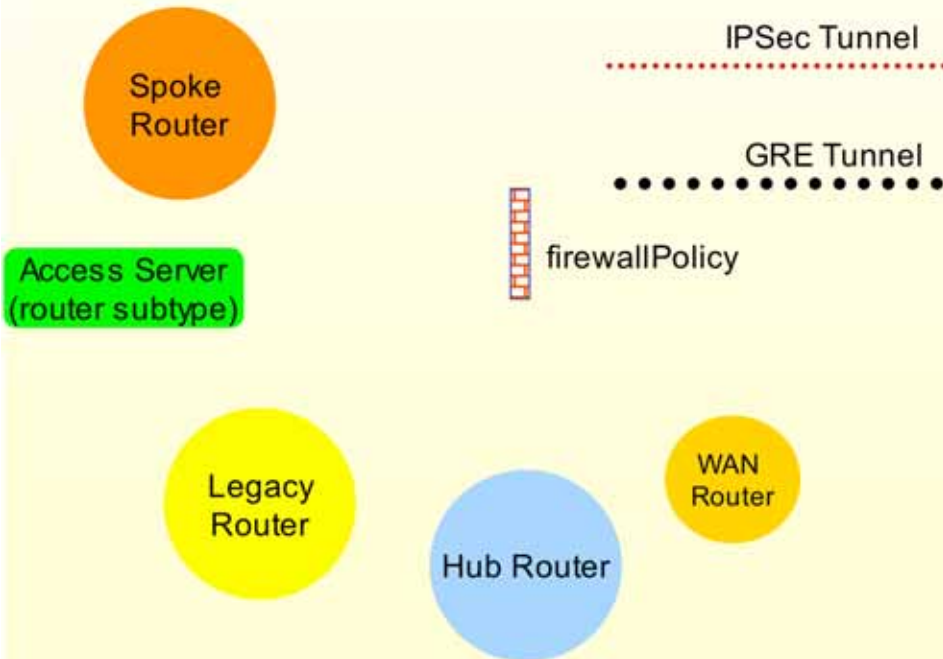 IPSec Tunnel
Spoke
Router
GRE Tunnel
firewallPolicy
Access Server
(router subtype)
Legacy
Router
WAN
Router
Hub Router